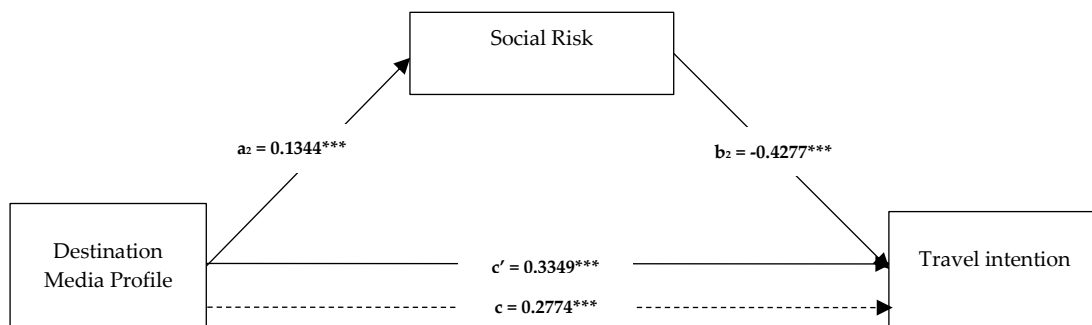 Social Risk
a₂ = 0.1344***
b₂ = -0.4277***
Destination
Media Profile
c’ = 0.3349***
c = 0.2774***
Travel intention